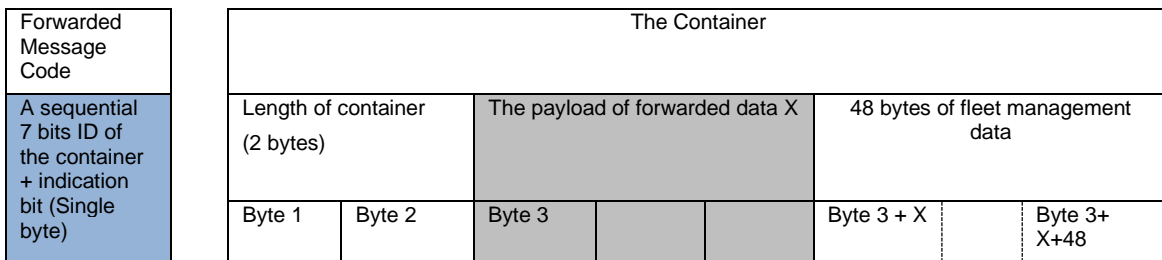 Forwarded
Message
Code
The Container
A sequential
7 bits ID of
the container
+ indication
bit (Single
byte)
Length of container
(2 bytes)
The payload of forwarded data X
48 bytes of fleet management
data
Byte 1
Byte 2
Byte 3
Byte 3 + X
Byte 3+
X+48